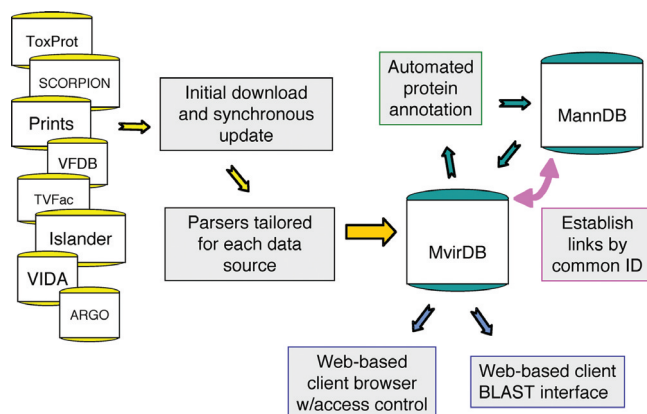 ToxProt
SCORPION
Prints
VFDB
TVFac
Islander
VIDA
ARGO
Initial download
and synchronous
update
Parsers tailored
for each data
source
Automated
protein
annotation
MannDB
MvirDB
Establish
links by
common ID
Web-based
client browser
w/access control
Web-based client
BLAST interface